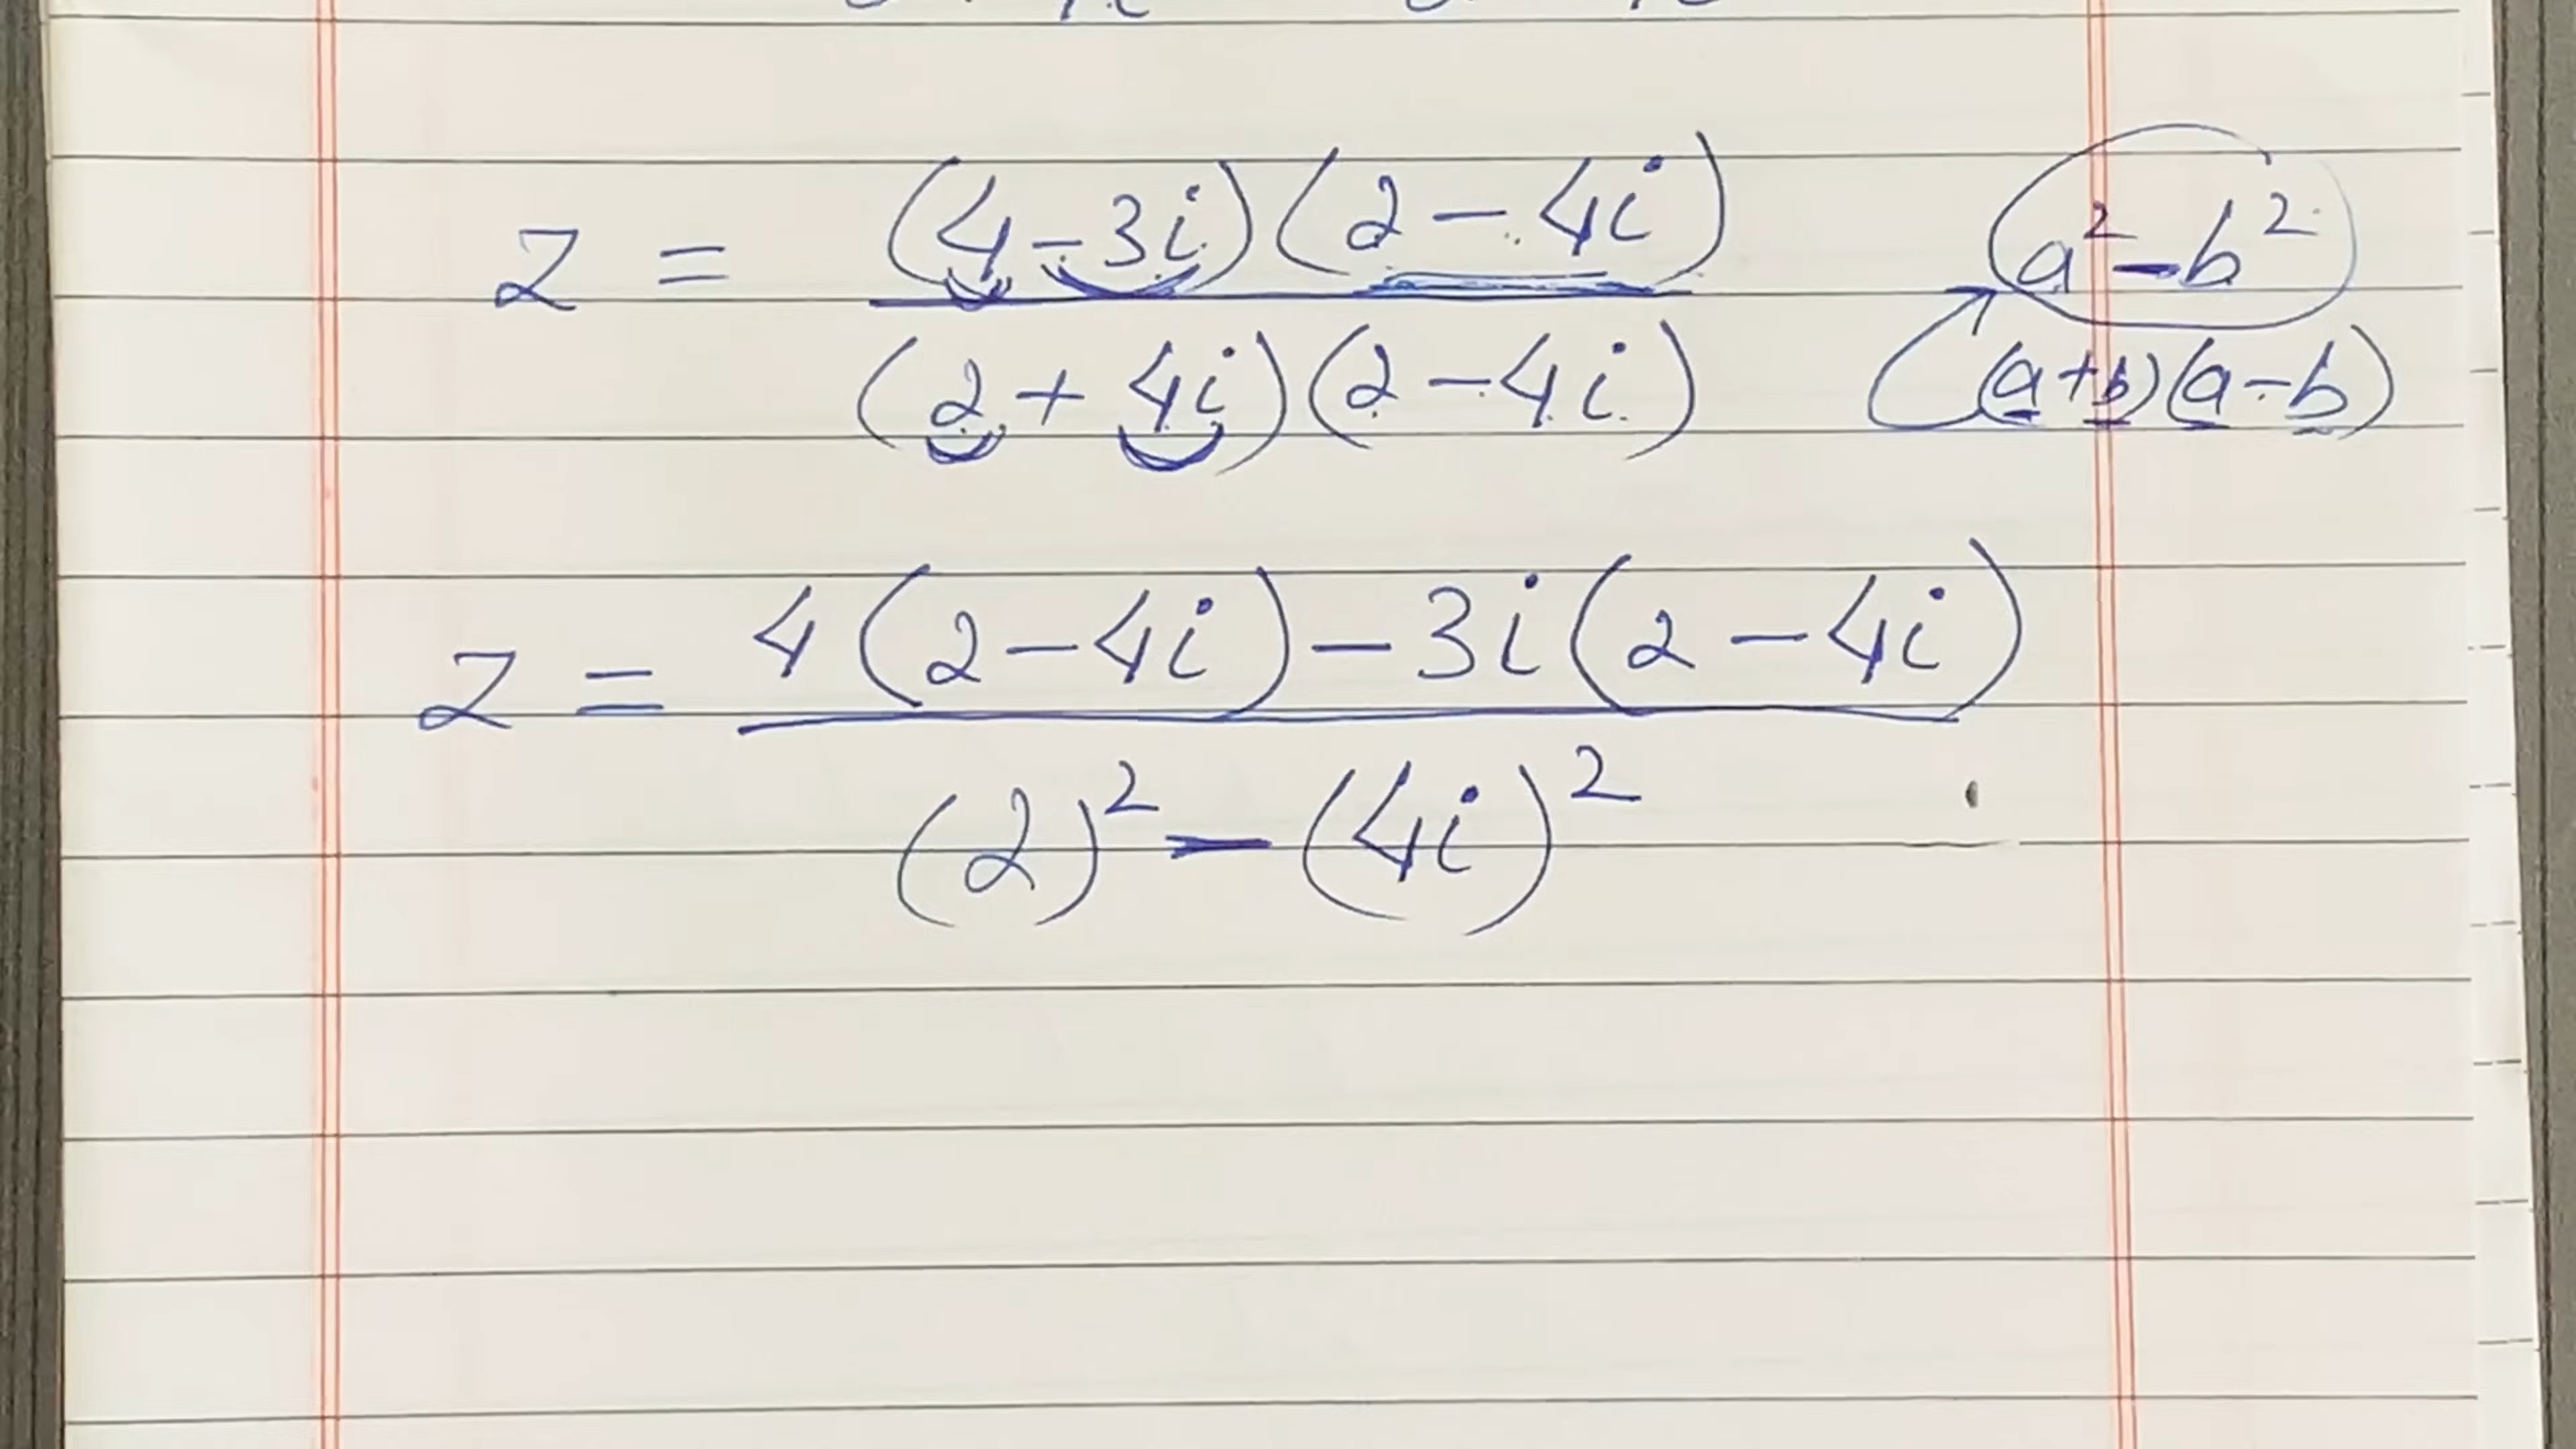 z = (4-3i)(2-4i) a²-b²
(2+4i)(2-4i) (a+b)(a-b)
z = 4(2-4i)-3i(2-4i)
(2)²-(4i)²